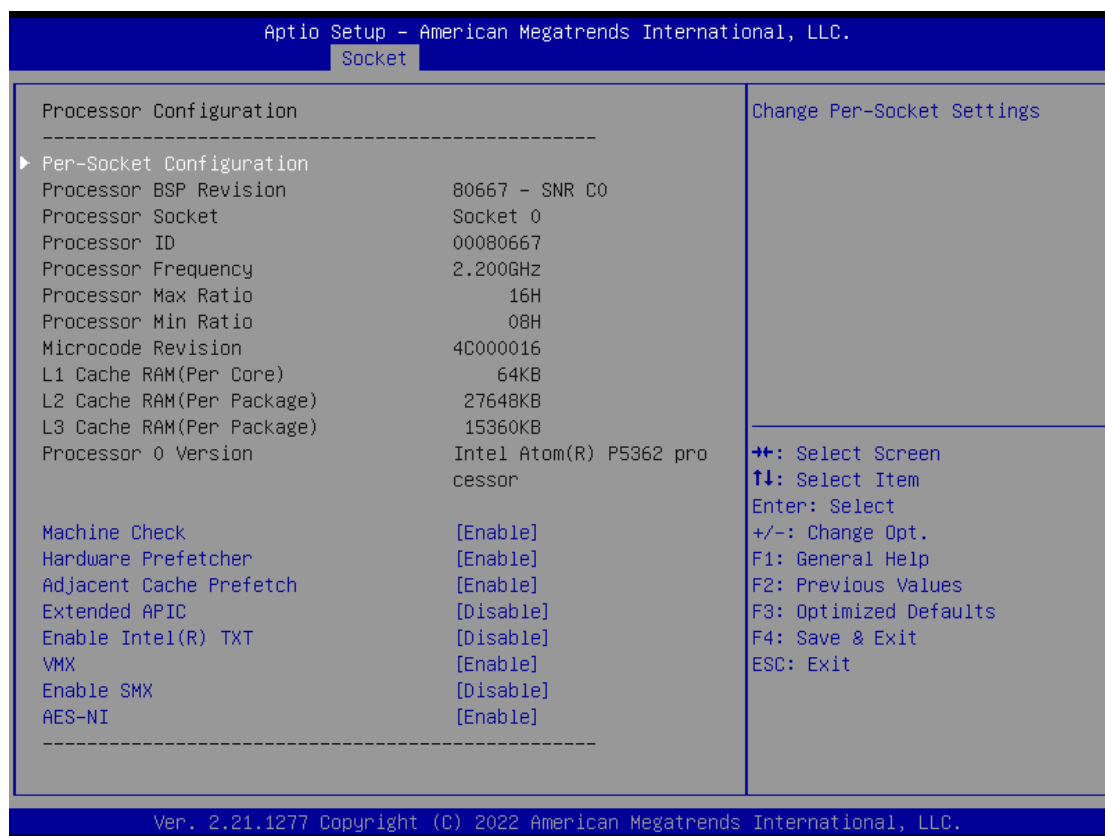 Aptio Setup – American Megatrends International, LLC.
Socket
Processor Configuration
Change Per-Socket Settings
--------------------------------------------------
▶ Per-Socket Configuration
Processor BSP Revision 80667 – SNR C0
Processor Socket Socket 0
Processor ID 00080667
Processor Frequency 2.200GHz
Processor Max Ratio 16H
Processor Min Ratio 08H
Microcode Revision 4C000016
L1 Cache RAM(Per Core) 64KB
L2 Cache RAM(Per Package) 27648KB
L3 Cache RAM(Per Package) 15360KB
Processor 0 Version Intel Atom(R) P5362 pro
cessor
Machine Check [Enable]
Hardware Prefetcher [Enable]
Adjacent Cache Prefetch [Enable]
Extended APIC [Disable]
Enable Intel(R) TXT [Disable]
VMX [Enable]
Enable SMX [Disable]
AES-NI [Enable]
--------------------------------------------------
→←: Select Screen
↑↓: Select Item
Enter: Select
+/-: Change Opt.
F1: General Help
F2: Previous Values
F3: Optimized Defaults
F4: Save & Exit
ESC: Exit
Ver. 2.21.1277 Copyright (C) 2022 American Megatrends International, LLC.